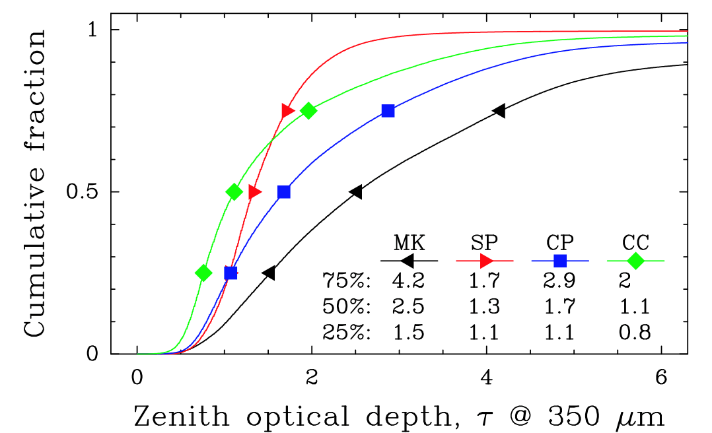 1
0.5
0
Cumulative fraction
MK SP CP CC
75%: 4.2 1.7 2.9 2
50%: 2.5 1.3 1.7 1.1
25%: 1.5 1.1 1.1 0.8
0 2 4 6
Zenith optical depth, τ @ 350 μm